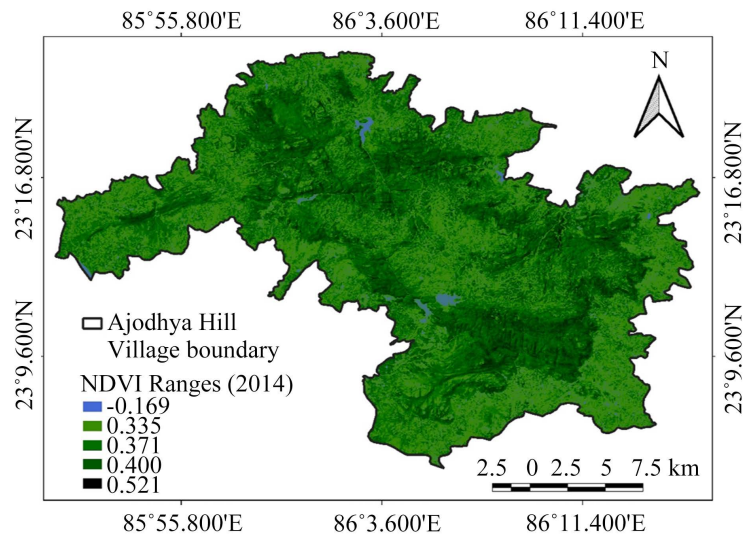 85˚55.800'E 86˚3.600'E 86˚11.400'E
N
23˚16.800'N
23˚16.800'N
23˚9.600'N
23˚9.600'N
Ajodhya Hill
Village boundary
NDVI Ranges (2014)
-0.169
0.335
0.371
0.400
0.521
2.5 0 2.5 5 7.5 km
85˚55.800'E 86˚3.600'E 86˚11.400'E